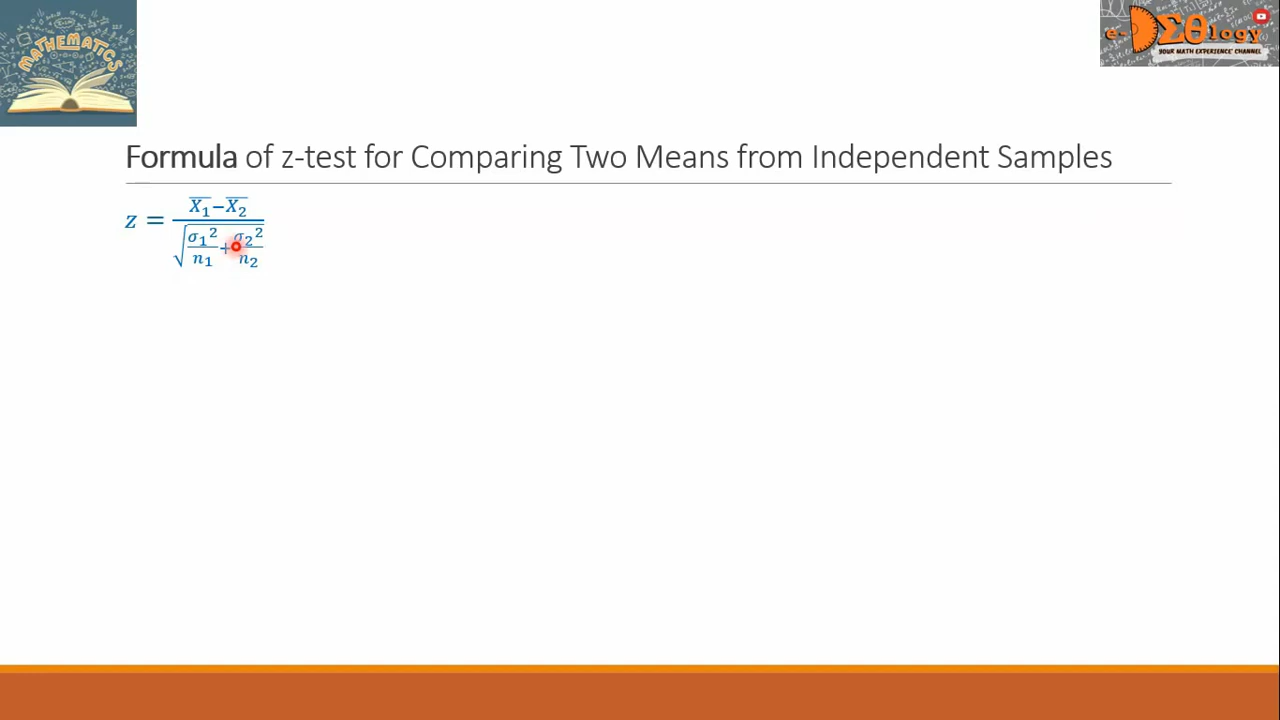 MATHEMATICS
e-DΣθlogy
YOUR MATH EXPERIENCE CHANNEL
Formula of z-test for Comparing Two Means from Independent Samples
z = (X̅₁ − X̅₂) / √(σ₁²/n₁ + σ₂²/n₂)